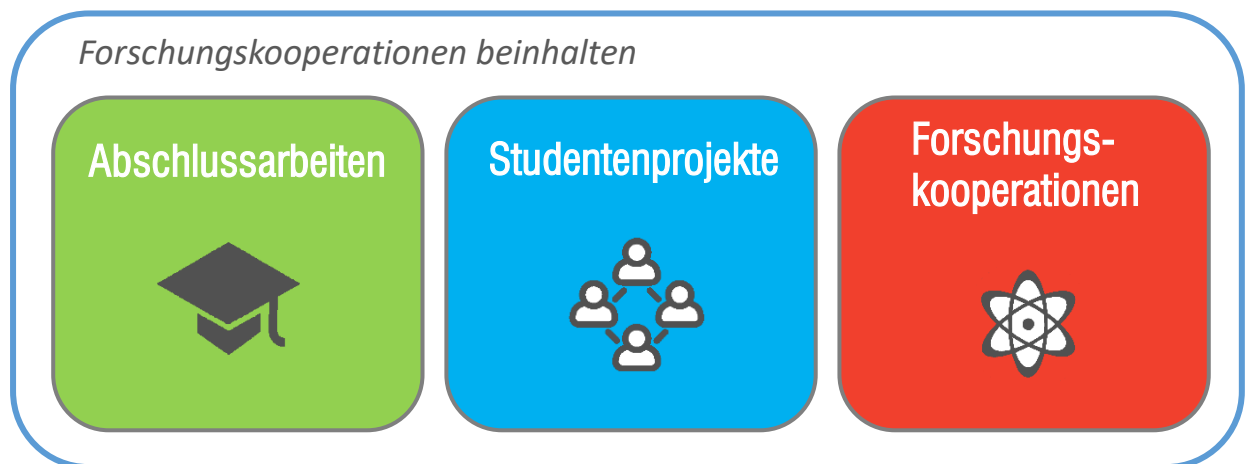 Forschungskooperationen beinhalten
Abschlussarbeiten
Studentenprojekte
Forschungs-
kooperationen